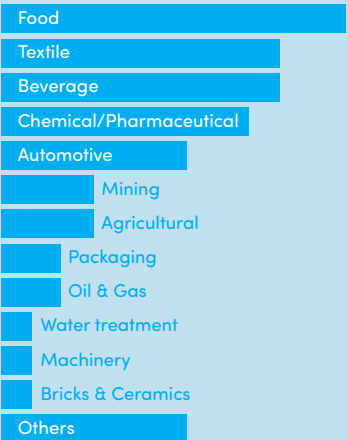 Food
Textile
Beverage
Chemical/Pharmaceutical
Automotive
Mining
Agricultural
Packaging
Oil & Gas
Water treatment
Machinery
Bricks & Ceramics
Others